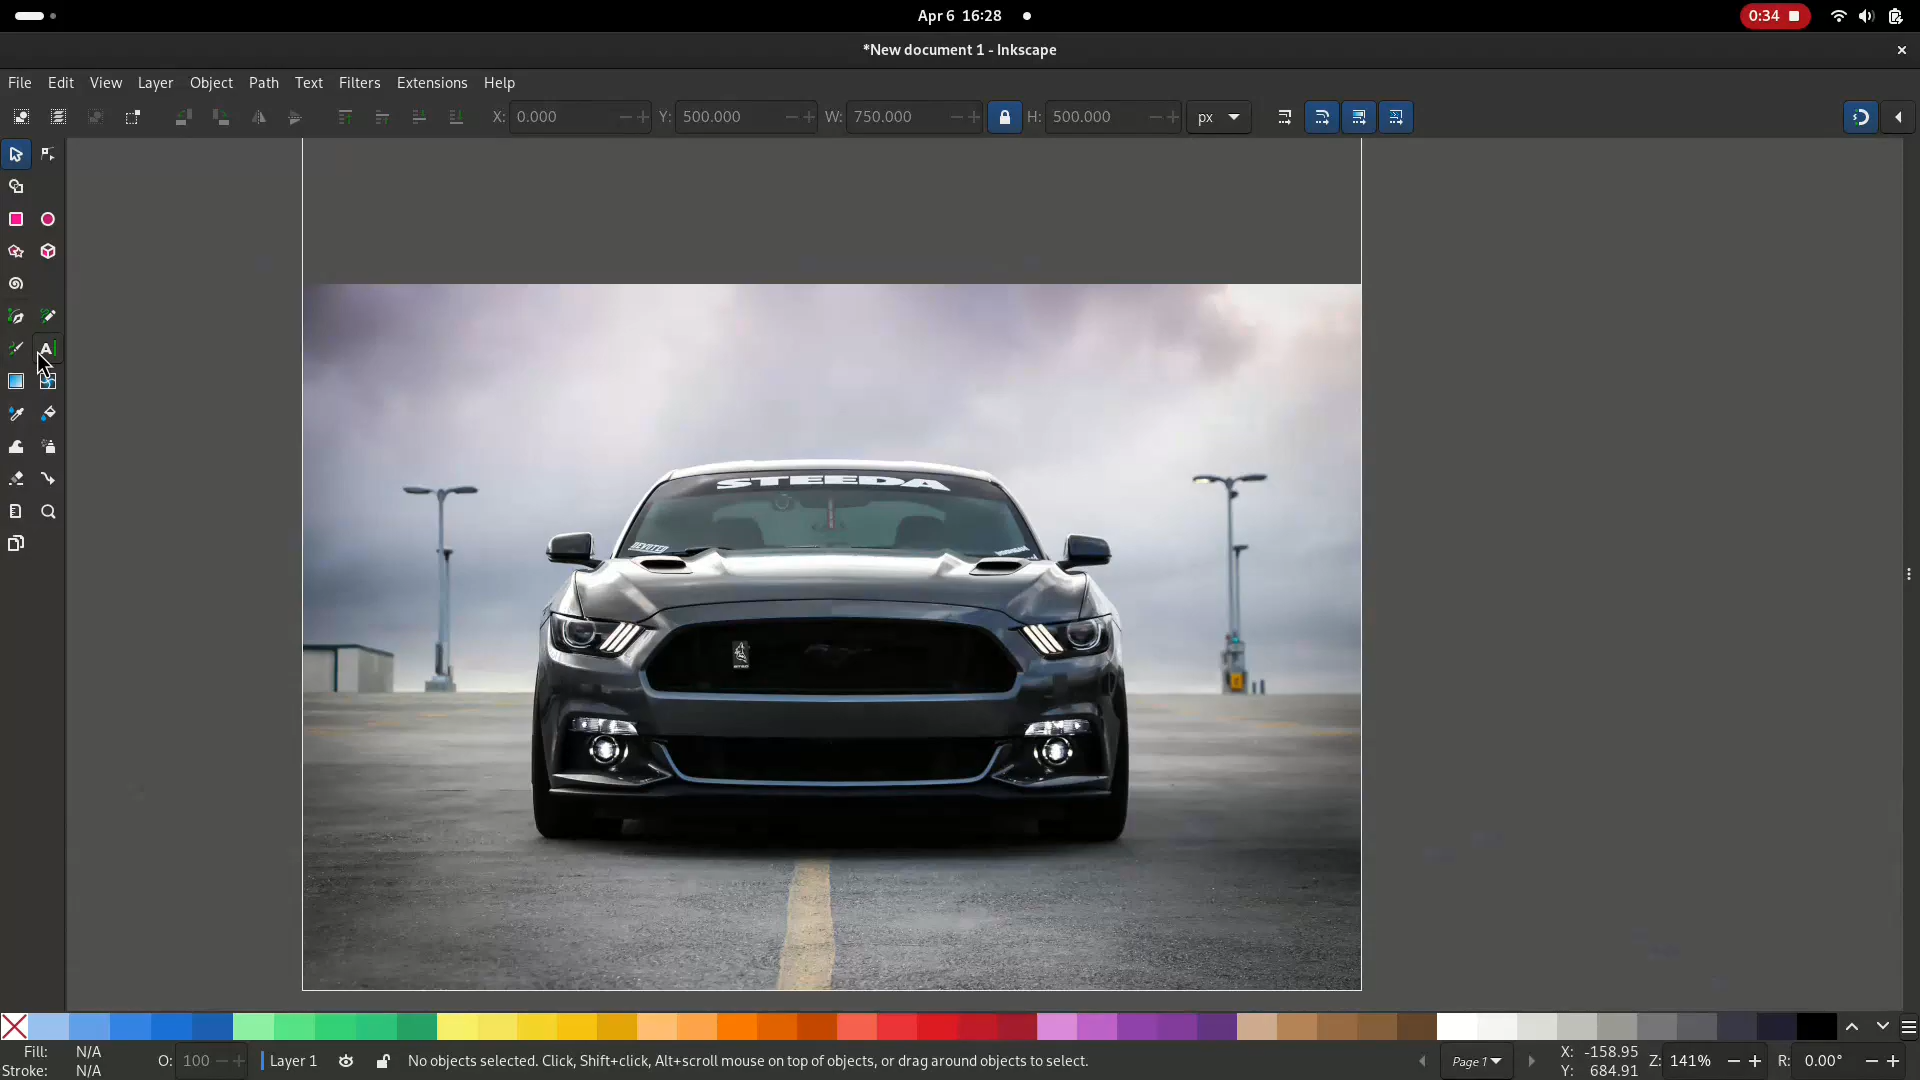 Apr 6 16:28
0:34
*New document 1 - Inkscape
File Edit View Layer Object Path Text Filters Extensions Help
X: 0.000 Y: 500.000 W: 750.000 H: 500.000 px
STEEDA
Fill: N/A
Stroke: N/A
O: 100
Layer 1
No objects selected. Click, Shift+click, Alt+scroll mouse on top of objects, or drag around objects to select.
Page 1
X: -158.95
Y: 684.91
Z: 141%
R: 0.00°